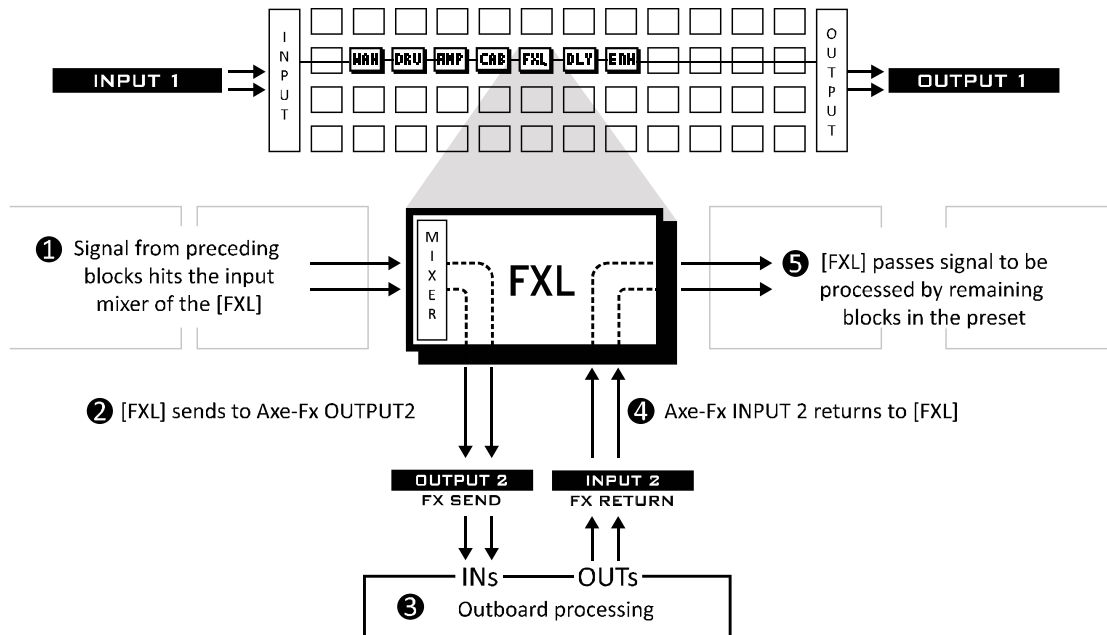 INPUT
OUTPUT
INPUT 1
WAH DRV AMP CAB FXL DLY ENH
OUTPUT 1
❶ Signal from preceding
blocks hits the input
mixer of the [FXL]
MIXER
FXL
❺ [FXL] passes signal to be
processed by remaining
blocks in the preset
❷ [FXL] sends to Axe-Fx OUTPUT2
❹ Axe-Fx INPUT 2 returns to [FXL]
OUTPUT 2
FX SEND
INPUT 2
FX RETURN
INs
OUTs
❸ Outboard processing